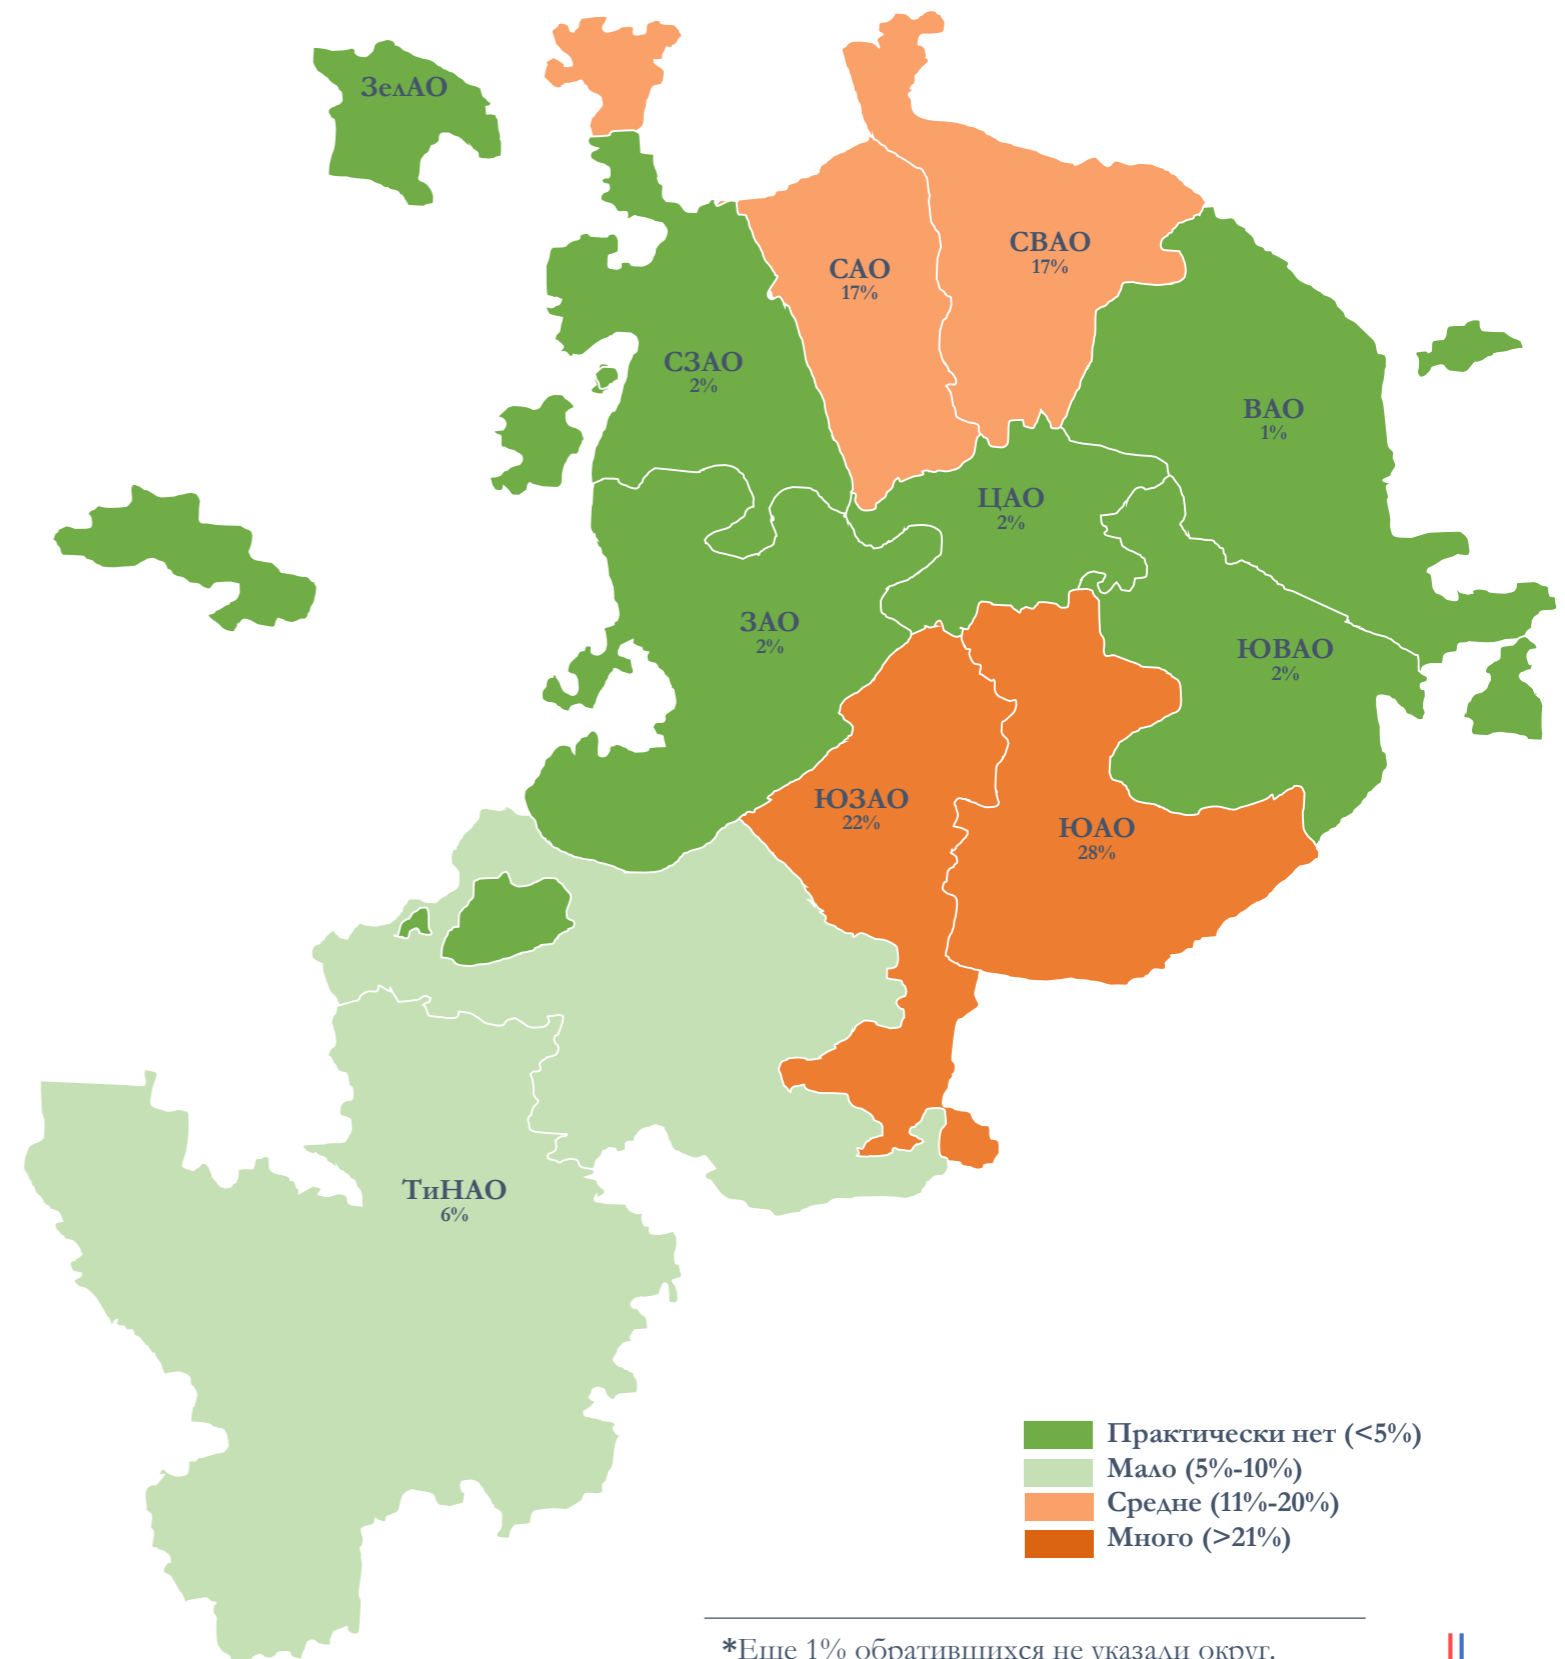 ЗелАО
СВАО
17%
САО
17%
СЗАО
2%
ВАО
1%
ЦАО
2%
ЗАО
2%
ЮВАО
2%
ЮЗАО
22%
ЮАО
28%
ТиНАО
6%
Практически нет (<5%)
Мало (5%-10%)
Средне (11%-20%)
Много (>21%)
*Еще 1% обратившихся не указали округ.